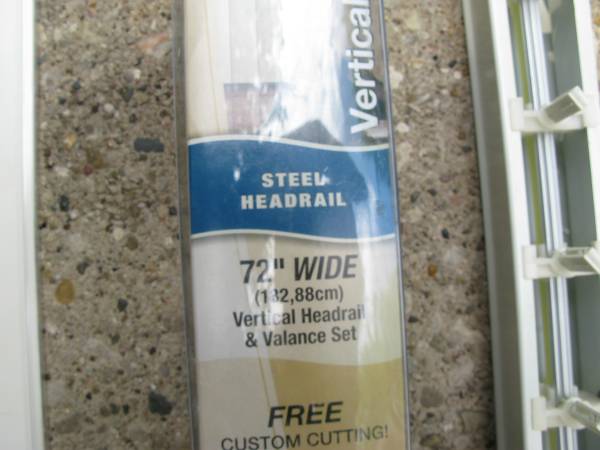 Vertical
STEEL
HEADRAIL
72" WIDE
(182,88cm)
Vertical Headrail
& Valance Set
FREE
CUSTOM CUTTING!